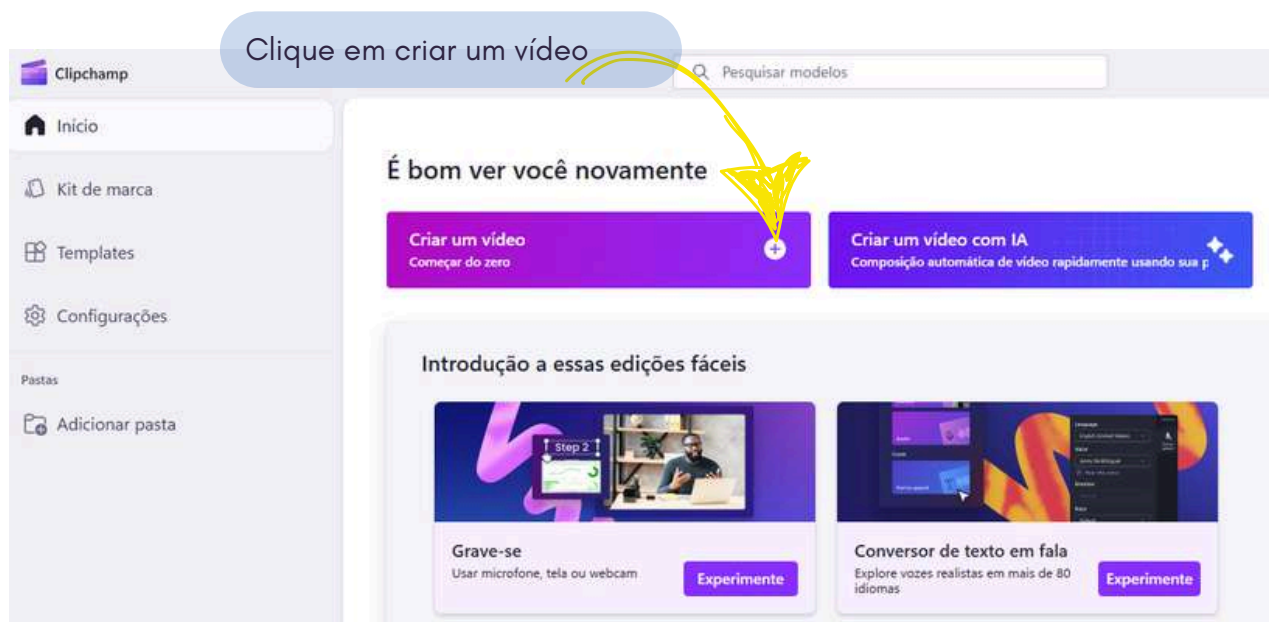 Clique em criar um vídeo
Clipchamp
Pesquisar modelos
Início
Kit de marca
Templates
Configurações
Pastas
Adicionar pasta
É bom ver você novamente
Criar um vídeo
Começar do zero
Criar um vídeo com IA
Composição automática de vídeo rapidamente usando sua p
Introdução a essas edições fáceis
Step 2
Grave-se
Usar microfone, tela ou webcam
Experimente
Conversor de texto em fala
Explore vozes realistas em mais de 80
idiomas
Experimente